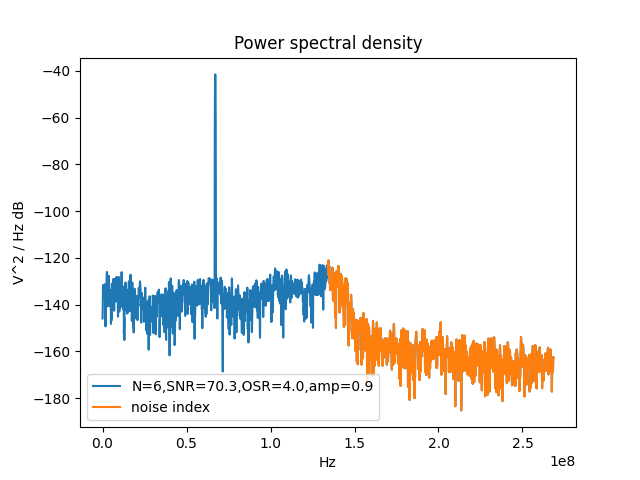 Power spectral density
V^2 / Hz dB
−40
−60
−80
−100
−120
−140
−160
−180
N=6,SNR=70.3,OSR=4.0,amp=0.9
noise index
0.0 0.5 1.0 1.5 2.0 2.5
1e8
Hz